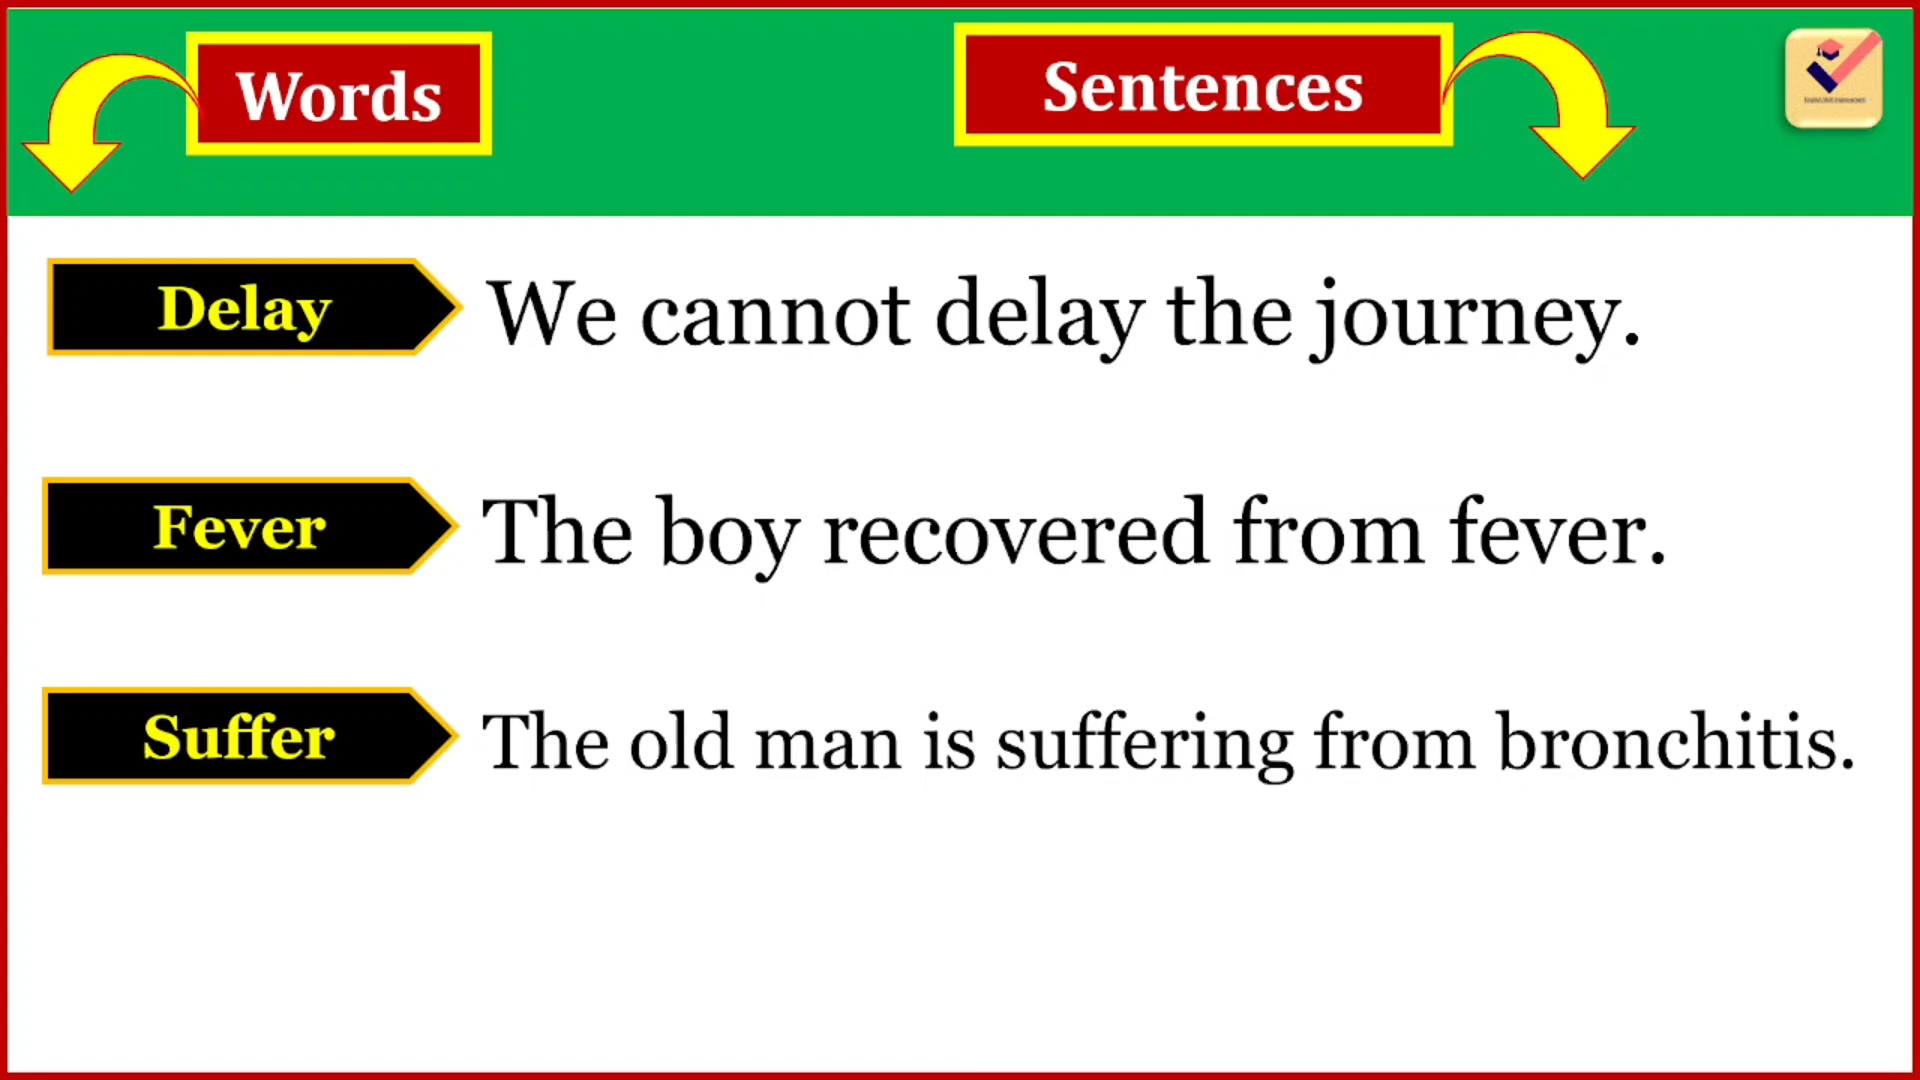 Words
Sentences
Delay
We cannot delay the journey.
Fever
The boy recovered from fever.
Suffer
The old man is suffering from bronchitis.